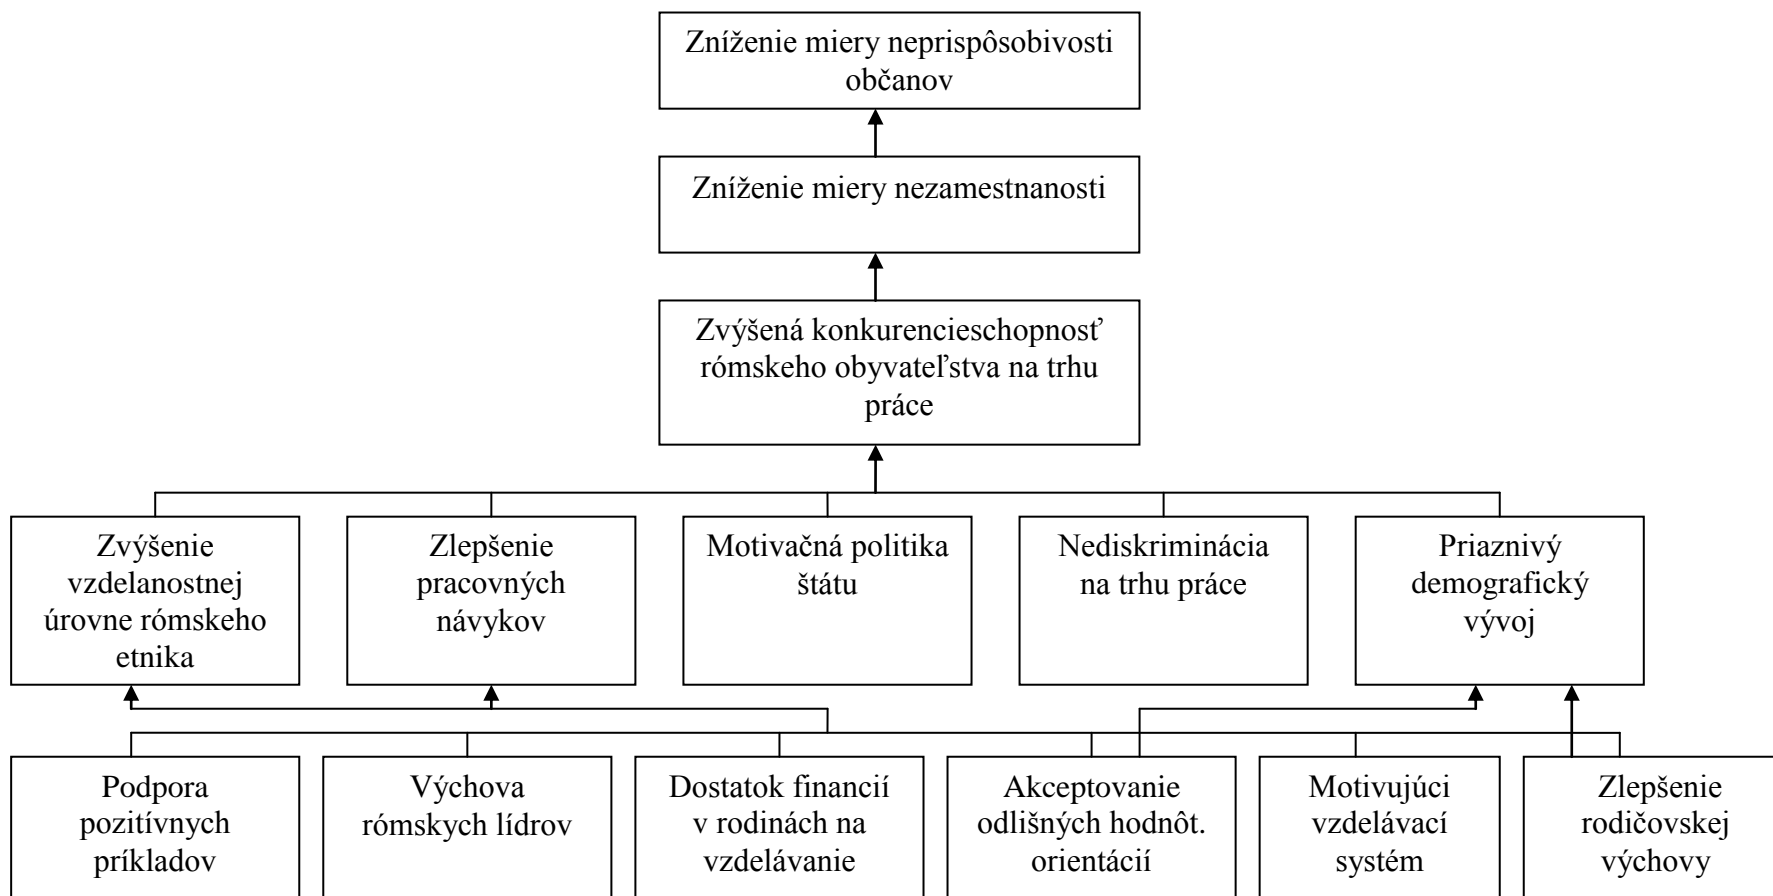 Zníženie miery neprispôsobivosti
občanov
Zníženie miery nezamestnanosti
Zvýšená konkurencieschopnosť
rómskeho obyvateľstva na trhu
práce
Zvýšenie
vzdelanostnej
úrovne rómskeho
etnika
Zlepšenie
pracovných
návykov
Motivačná politika
štátu
Nediskriminácia
na trhu práce
Priaznivý
demografický
vývoj
Podpora
pozitívnych
príkladov
Výchova
rómskych lídrov
Dostatok financií
v rodinách na
vzdelávanie
Akceptovanie
odlišných hodnôt.
orientácií
Motivujúci
vzdelávací
systém
Zlepšenie
rodičovskej
výchovy